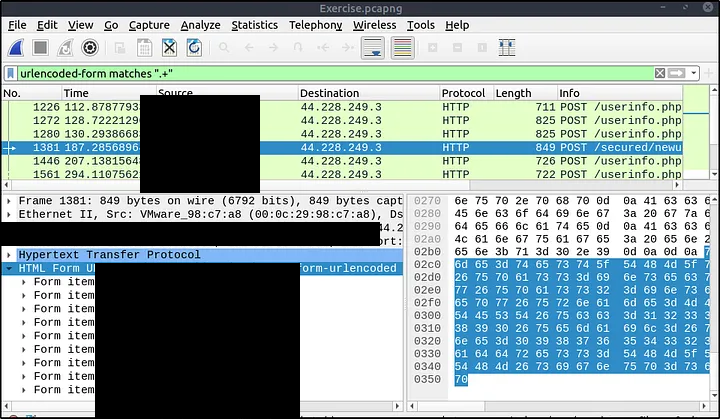 Exercise.pcapng
File Edit View Go Capture Analyze Statistics Telephony Wireless Tools Help
urlencoded-form matches ".+"
No. Time Source Destination Protocol Length Info
1226 112.8787793 44.228.249.3 HTTP 711 POST /userinfo.php
1272 128.7222129 44.228.249.3 HTTP 825 POST /userinfo.php
1280 130.2938668 44.228.249.3 HTTP 825 POST /userinfo.php
1381 187.2856896 44.228.249.3 HTTP 849 POST /secured/newu
1446 207.1381564 44.228.249.3 HTTP 726 POST /userinfo.php
1561 294.1107562 44.228.249.3 HTTP 722 POST /userinfo.php
Frame 1381: 849 bytes on wire (6792 bits), 849 bytes capt
Ethernet II, Src: VMware_98:c7:a8 (00:0c:29:98:c7:a8), Ds
44.2
ort:
Hypertext Transfer Protocol
HTML Form U form-urlencoded
Form item
Form item
Form item
Form item
Form item
Form item
Form item
Form item
Form item
0270 6e 75 70 2e 70 68 70 0d 0a 41 63 63 6
0280 45 6e 63 6f 64 69 6e 67 3a 20 67 7a 6
0290 64 65 66 6c 61 74 65 0d 0a 41 63 63 6
02a0 4c 61 6e 67 75 61 67 65 3a 20 65 6e 2
02b0 65 6e 3b 71 3d 30 2e 39 0d 0a 0d 0a 7
02c0 6d 65 3d 74 65 73 74 5f 54 48 4d 5f 7
02d0 26 75 70 61 73 73 3d 69 6e 73 65 63 7
02e0 77 26 75 70 61 73 73 32 3d 69 6e 73 6
02f0 65 70 77 26 75 72 6e 61 6d 65 3d 4d 4
0300 54 45 53 54 26 75 63 63 3d 31 32 33 3
0310 38 39 30 26 75 65 6d 61 69 6c 3d 26 7
0320 6e 65 3d 30 39 38 37 36 35 34 33 32 3
0330 61 64 64 72 65 73 73 3d 54 48 4d 5f 5
0340 54 48 4d 26 73 69 67 6e 75 70 3d 73 6
0350 70